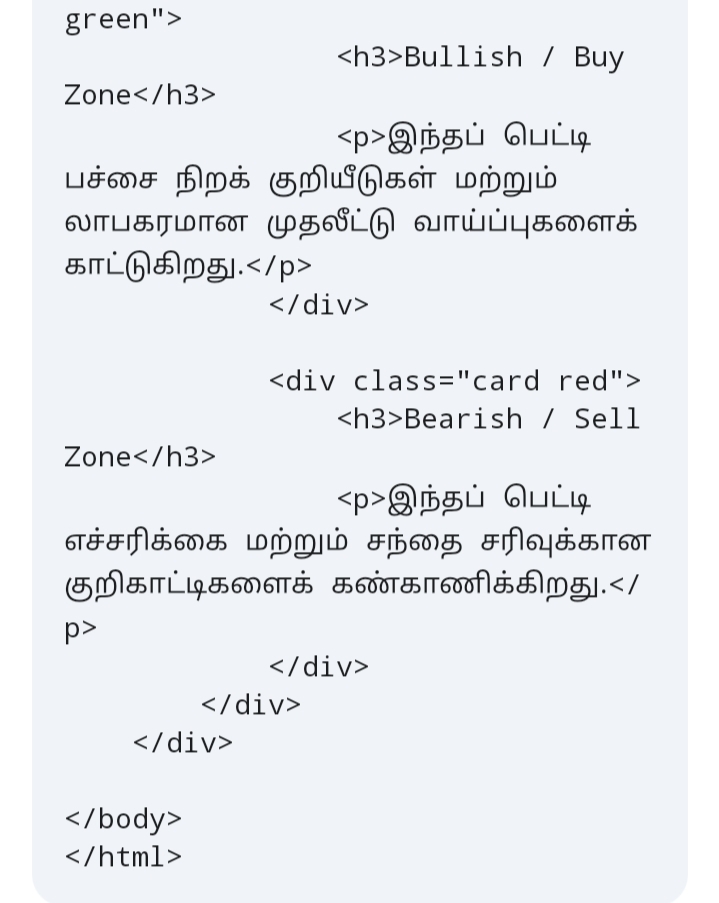 green">
<h3>Bullish / Buy
Zone</h3>
<p>இந்தப் பெட்டி
பச்சை நிறக் குறியீடுகள் மற்றும்
லாபகரமான முதலீட்டு வாய்ப்புகளைக்
காட்டுகிறது.</p>
</div>
<div class="card red">
<h3>Bearish / Sell
Zone</h3>
<p>இந்தப் பெட்டி
எச்சரிக்கை மற்றும் சந்தை சரிவுக்கான
குறிகாட்டிகளைக் கண்காணிக்கிறது.</
p>
</div>
</div>
</div>
</body>
</html>